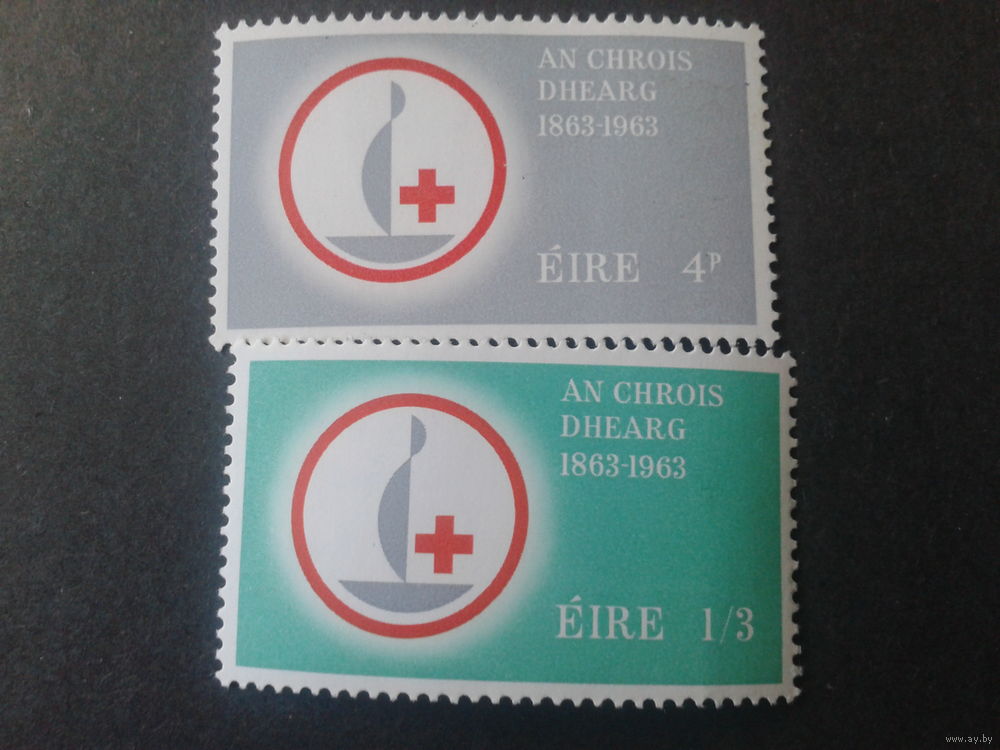 AN CHROIS
DHEARG
1863-1963
ÉIRE 4P
AN CHROIS
DHEARG
1863-1963
ÉIRE 1/3
www.ay.by